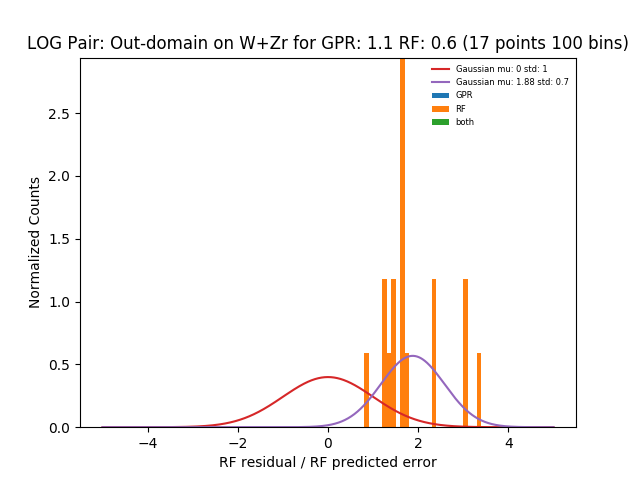 LOG Pair: Out-domain on W+Zr for GPR: 1.1 RF: 0.6 (17 points 100 bins)
Gaussian mu: 0 std: 1
Gaussian mu: 1.88 std: 0.7
GPR
RF
both
Normalized Counts
2.5
2.0
1.5
1.0
0.5
0.0
−4
−2
0
2
4
RF residual / RF predicted error